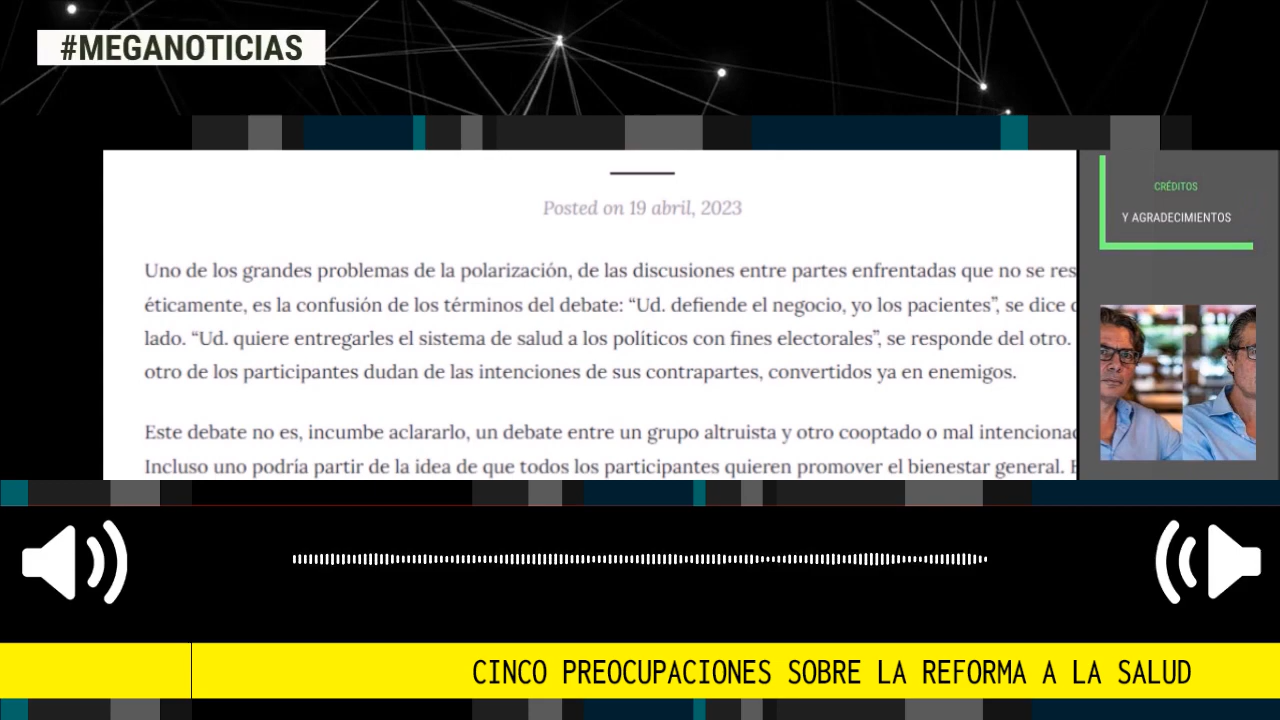 #MEGANOTICIAS
Posted on 19 abril, 2023
Uno de los grandes problemas de la polarización, de las discusiones entre partes enfrentadas que no se res
éticamente, es la confusión de los términos del debate: “Ud. defiende el negocio, yo los pacientes”, se dice
lado. “Ud. quiere entregarles el sistema de salud a los políticos con fines electorales”, se responde del otro.
otro de los participantes dudan de las intenciones de sus contrapartes, convertidos ya en enemigos.
Este debate no es, incumbe aclararlo, un debate entre un grupo altruista y otro cooptado o mal intencionad
Incluso uno podría partir de la idea de que todos los participantes quieren promover el bienestar general.
CRÉDITOS
Y AGRADECIMIENTOS
CINCO PREOCUPACIONES SOBRE LA REFORMA A LA SALUD